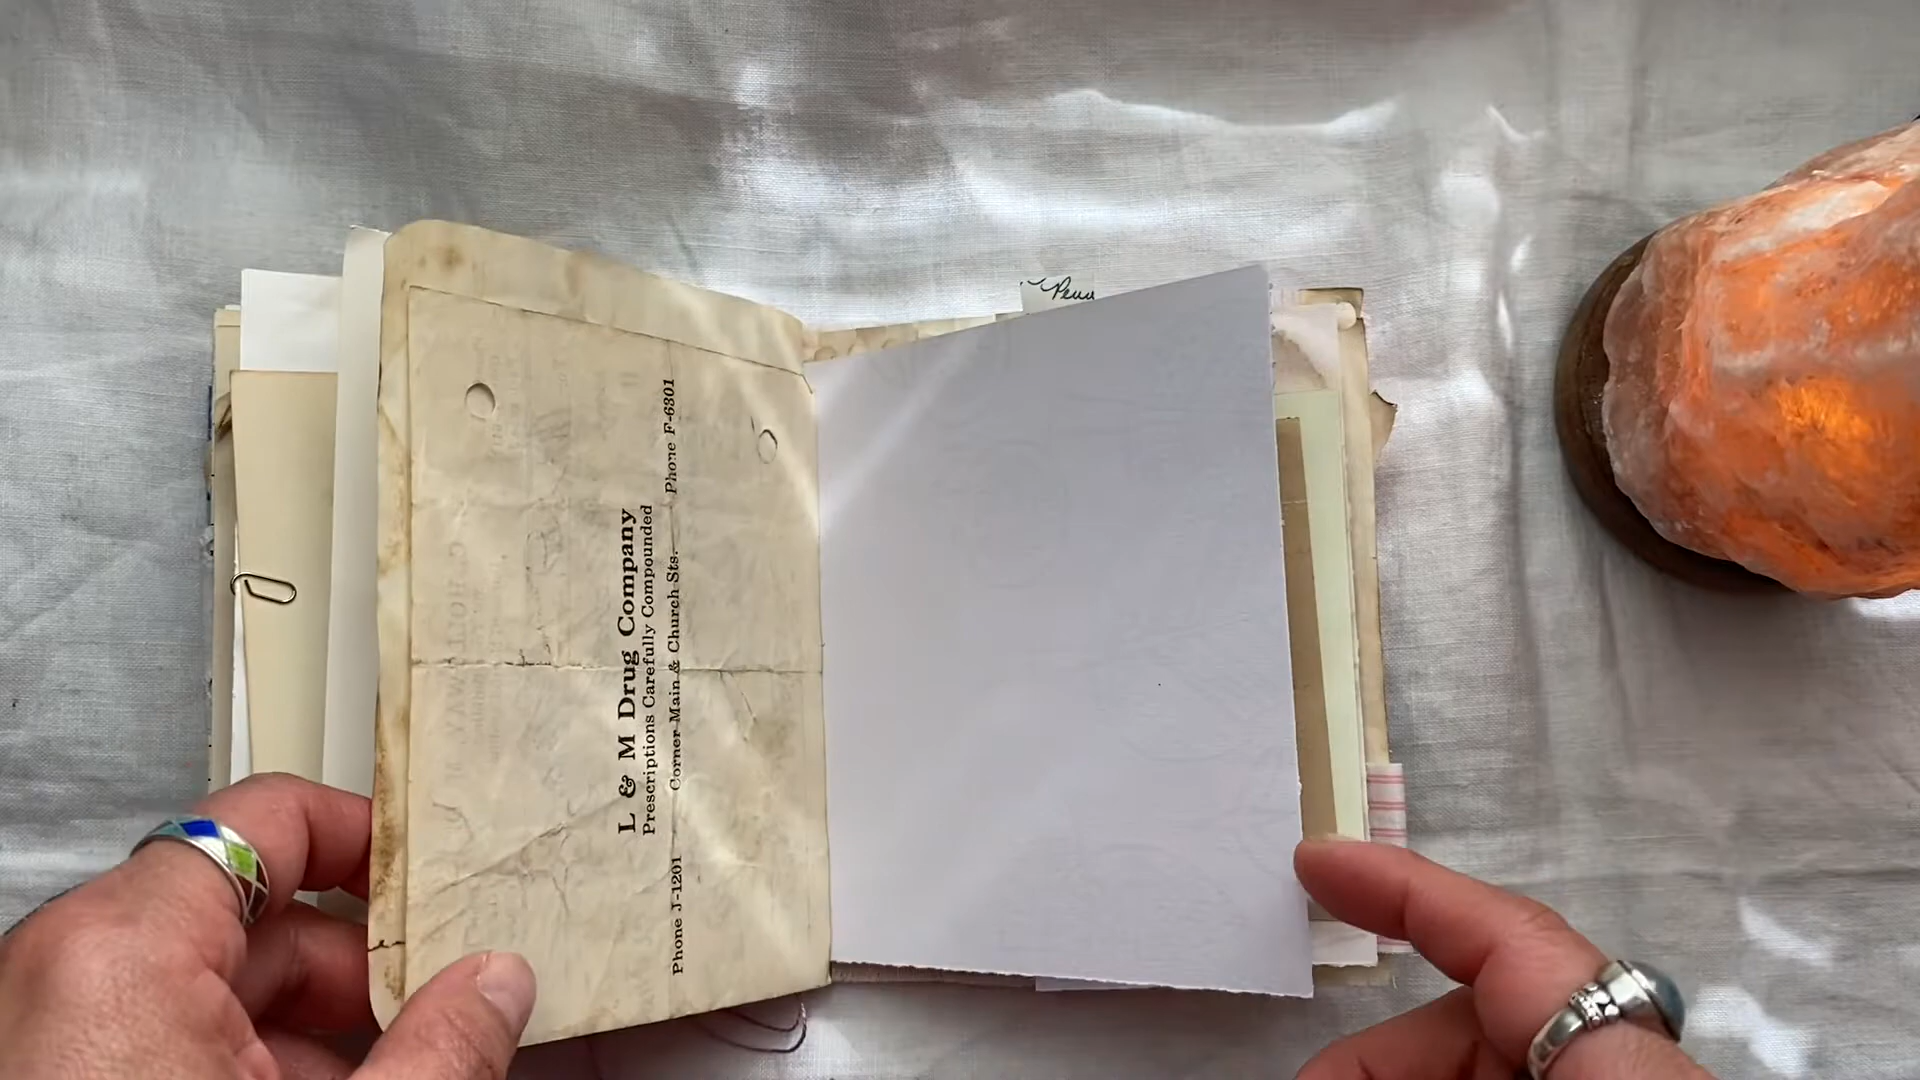 L & M Drug Company
Prescriptions Carefully Compounded
Phone J-1201 Corner Main & Church Sts. Phone F-6301